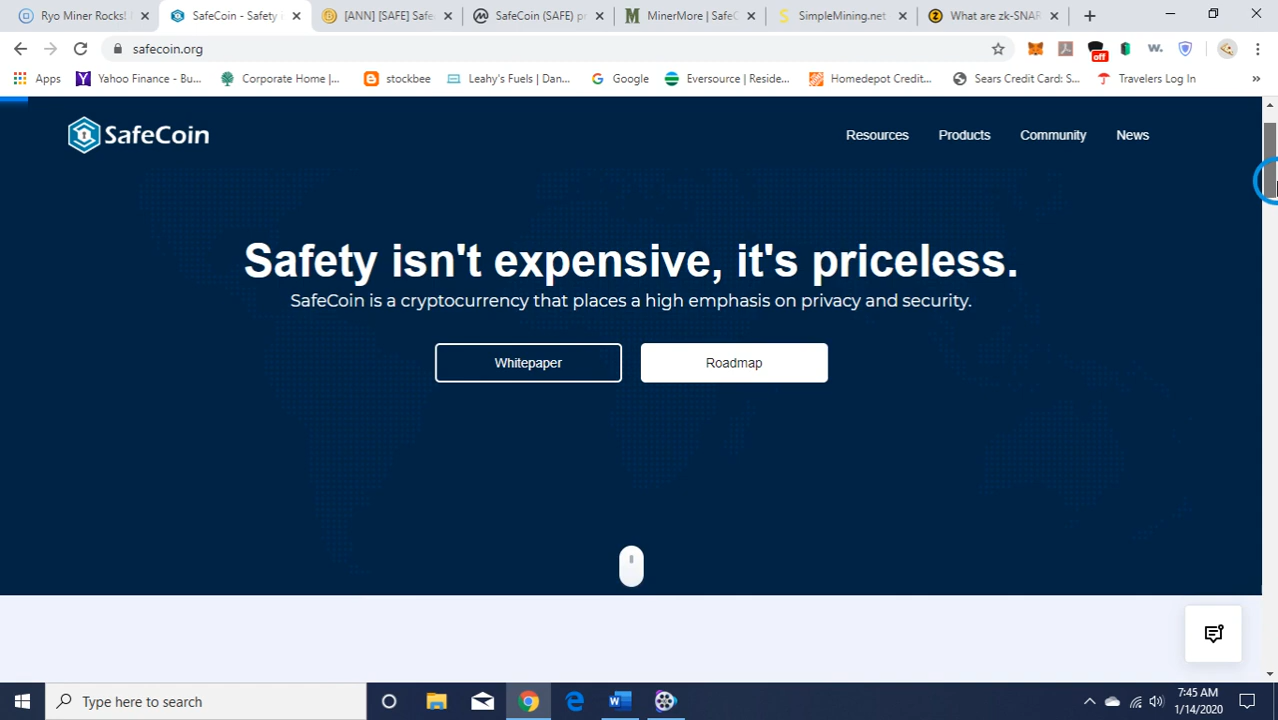 Ryo Miner Rocks!
SafeCoin - Safety i
[ANN] [SAFE] Safe
SafeCoin (SAFE) pr
MinerMore | SafeC
SimpleMining.net
What are zk-SNAR
safecoin.org
off
w.
Apps
Yahoo Finance - Bu...
Corporate Home |...
stockbee
Leahy's Fuels | Dan...
Google
Eversource | Reside...
Homedepot Credit...
Sears Credit Card: S...
Travelers Log In
»
SafeCoin
Resources
Products
Community
News
Safety isn't expensive, it's priceless.
SafeCoin is a cryptocurrency that places a high emphasis on privacy and security.
Whitepaper
Roadmap
Type here to search
7:45 AM
1/14/2020